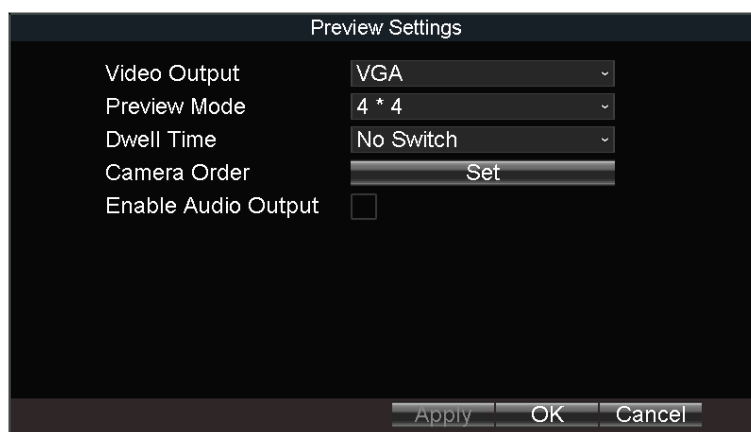 Preview Settings
Video Output VGA
Preview Mode 4 * 4
Dwell Time No Switch
Camera Order Set
Enable Audio Output
Apply OK Cancel